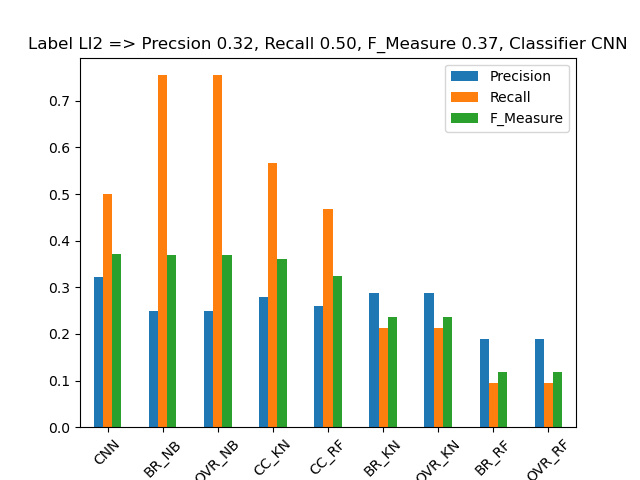 Label LI2 => Precsion 0.32, Recall 0.50, F_Measure 0.37, Classifier CNN
Precision
Recall
F_Measure
0.7
0.6
0.5
0.4
0.3
0.2
0.1
0.0
CNN
BR_NB
OVR_NB
CC_KN
CC_RF
BR_KN
OVR_KN
BR_RF
OVR_RF